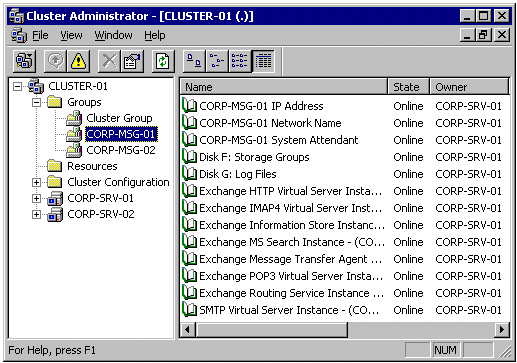 Cluster Administrator - [CLUSTER-01 (.)]
File View Window Help
CLUSTER-01
Groups
Cluster Group
CORP-MSG-01
CORP-MSG-02
Resources
Cluster Configuration
CORP-SRV-01
CORP-SRV-02
Name State Owner
CORP-MSG-01 IP Address Online CORP-SRV-01
CORP-MSG-01 Network Name Online CORP-SRV-01
CORP-MSG-01 System Attendant Online CORP-SRV-01
Disk F: Storage Groups Online CORP-SRV-01
Disk G: Log Files Online CORP-SRV-01
Exchange HTTP Virtual Server Insta... Online CORP-SRV-01
Exchange IMAP4 Virtual Server Inst... Online CORP-SRV-01
Exchange Information Store Instanc... Online CORP-SRV-01
Exchange MS Search Instance - (CO... Online CORP-SRV-01
Exchange Message Transfer Agent ... Online CORP-SRV-01
Exchange POP3 Virtual Server Insta... Online CORP-SRV-01
Exchange Routing Service Instance ... Online CORP-SRV-01
SMTP Virtual Server Instance - (CO... Online CORP-SRV-01
For Help, press F1 NUM